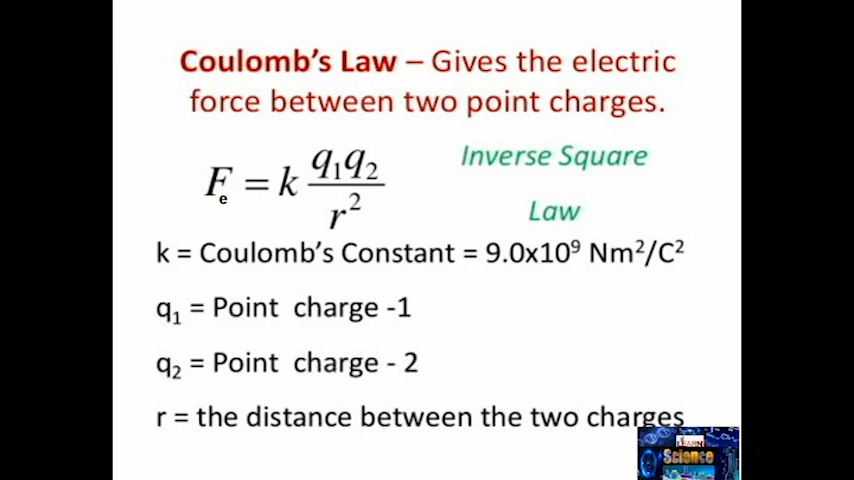 Coulomb's Law – Gives the electric
force between two point charges.
Fe = k q1q2 / r²
Inverse Square
Law
k = Coulomb's Constant = 9.0x10⁹ Nm²/C²
q₁ = Point charge -1
q₂ = Point charge - 2
r = the distance between the two charges
LEARN
Science